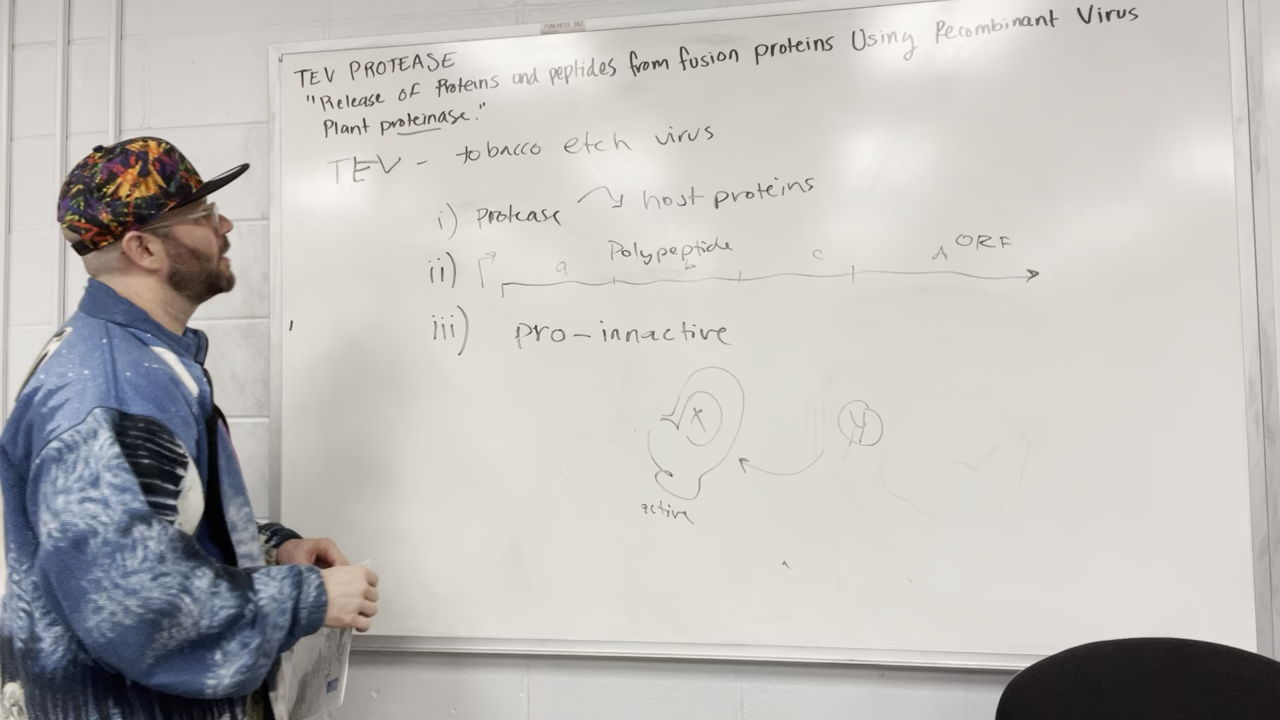 TEV PROTEASE
"Release of Proteins and peptides from fusion proteins Using Recombinant Virus
Plant proteinase."
TEV - tobacco etch virus
i) Protease host proteins
Polypeptide
ii) a b c ORF
iii) pro-innactive
X
Y
active